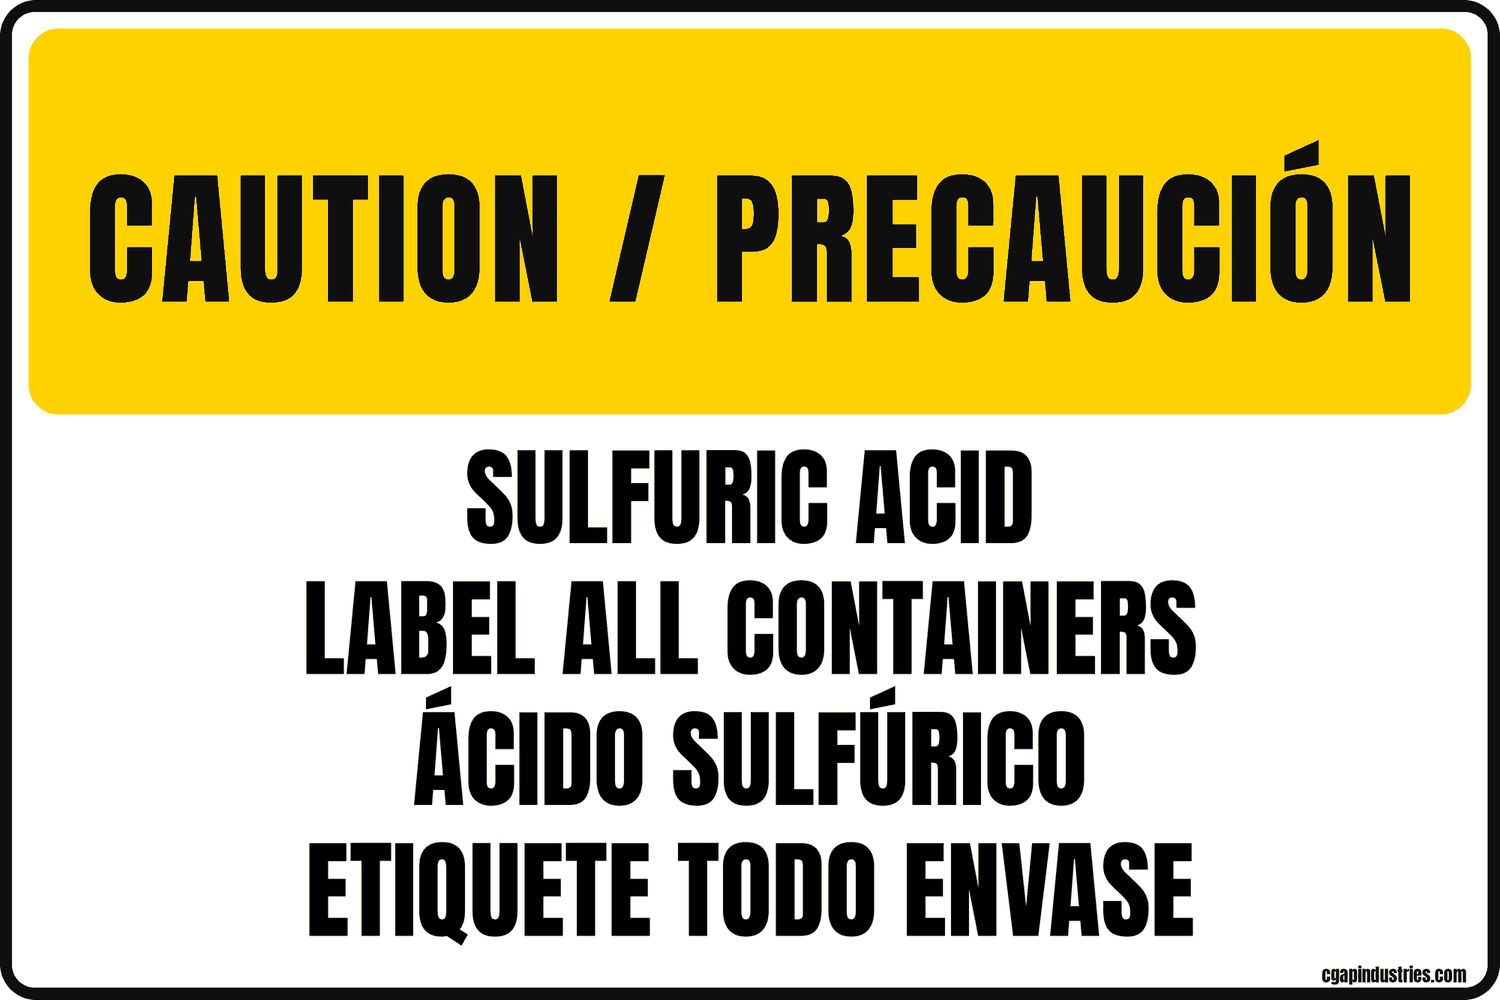 CAUTION / PRECAUCIÓN
SULFURIC ACID
LABEL ALL CONTAINERS
ÁCIDO SULFÚRICO
ETIQUETE TODO ENVASE
cgapindustries.com